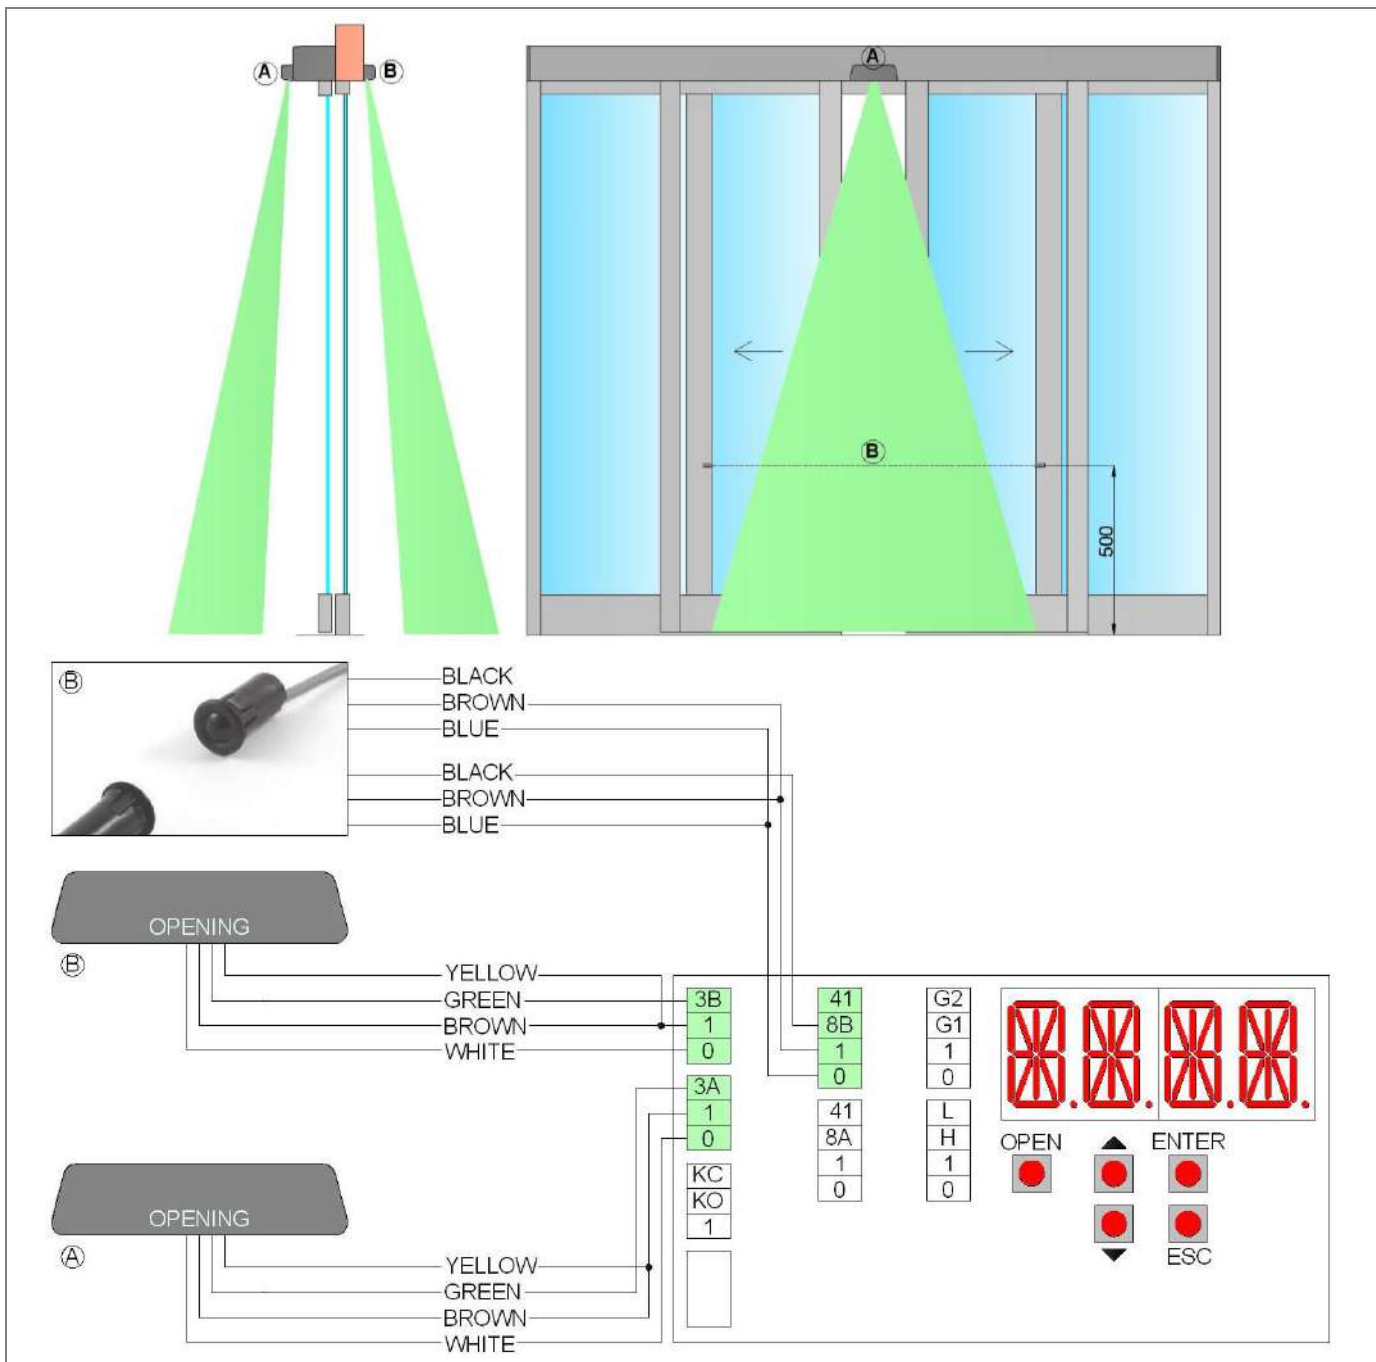 A
B
A
B
500
B
BLACK
BROWN
BLUE
BLACK
BROWN
BLUE
OPENING
B
YELLOW
GREEN
BROWN
WHITE
3B
1
0
3A
1
0
KC
KO
1
41
8B
1
0
41
8A
1
0
G2
G1
1
0
L
H
1
0
OPEN
ENTER
ESC
OPENING
A
YELLOW
GREEN
BROWN
WHITE